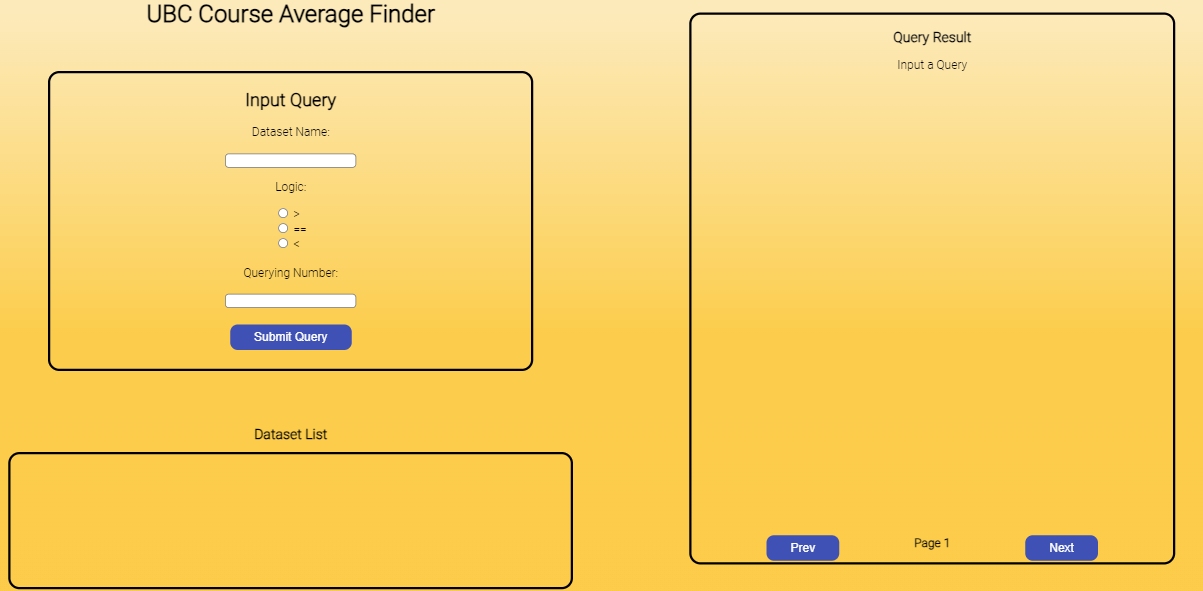 UBC Course Average Finder
Input Query
Dataset Name:
Logic:
>
==
<
Querying Number:
Submit Query
Dataset List
Query Result
Input a Query
Prev
Page 1
Next